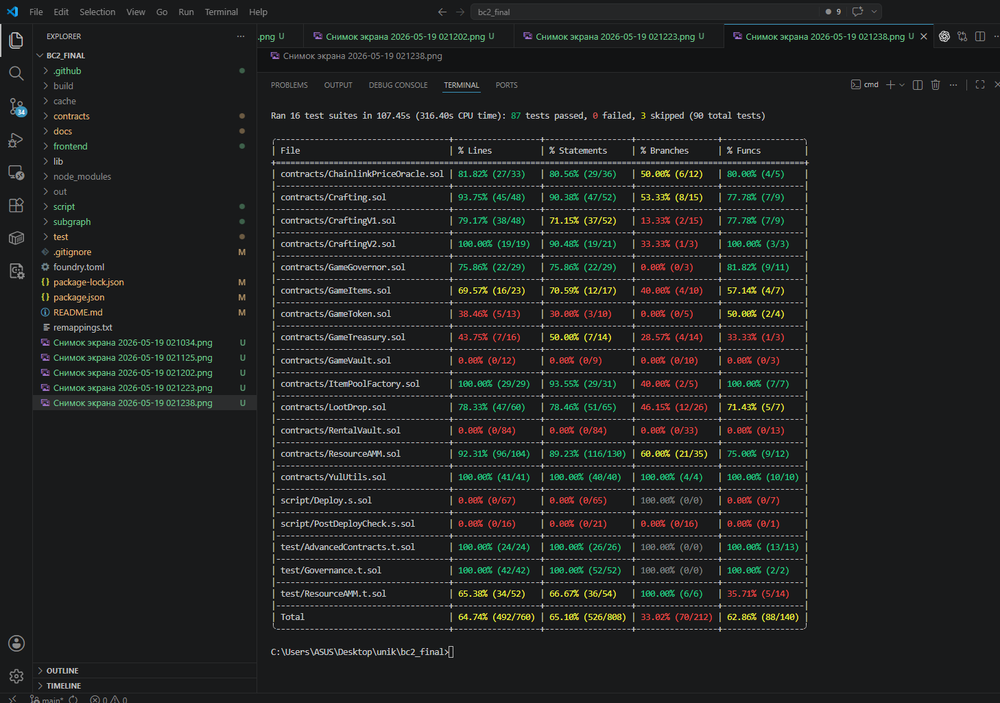 File Edit Selection View Go Run Terminal Help bc2_final 9
EXPLORER
BC2_FINAL
.github
build
cache
contracts
docs
frontend
lib
node_modules
out
script
subgraph
test
.gitignore M
foundry.toml
package-lock.json M
package.json M
README.md M
remappings.txt
Снимок экрана 2026-05-19 021034.png U
Снимок экрана 2026-05-19 021125.png U
Снимок экрана 2026-05-19 021202.png U
Снимок экрана 2026-05-19 021223.png U
Снимок экрана 2026-05-19 021238.png U
OUTLINE
TIMELINE
34
.png U Снимок экрана 2026-05-19 021202.png U Снимок экрана 2026-05-19 021223.png U Снимок экрана 2026-05-19 021238.png U
Снимок экрана 2026-05-19 021238.png
PROBLEMS OUTPUT DEBUG CONSOLE TERMINAL PORTS cmd
Ran 16 test suites in 107.45s (316.40s CPU time): 87 tests passed, 0 failed, 3 skipped (90 total tests)
| File | % Lines | % Statements | % Branches | % Funcs |
| contracts/ChainlinkPriceOracle.sol | 81.82% (27/33) | 80.56% (29/36) | 50.00% (6/12) | 80.00% (4/5) |
| contracts/Crafting.sol | 93.75% (45/48) | 90.38% (47/52) | 53.33% (8/15) | 77.78% (7/9) |
| contracts/CraftingV1.sol | 79.17% (38/48) | 71.15% (37/52) | 13.33% (2/15) | 77.78% (7/9) |
| contracts/CraftingV2.sol | 100.00% (19/19) | 90.48% (19/21) | 33.33% (1/3) | 100.00% (3/3) |
| contracts/GameGovernor.sol | 75.86% (22/29) | 75.86% (22/29) | 0.00% (0/3) | 81.82% (9/11) |
| contracts/GameItems.sol | 69.57% (16/23) | 70.59% (12/17) | 40.00% (4/10) | 57.14% (4/7) |
| contracts/GameToken.sol | 38.46% (5/13) | 30.00% (3/10) | 0.00% (0/5) | 50.00% (2/4) |
| contracts/GameTreasury.sol | 43.75% (7/16) | 50.00% (7/14) | 28.57% (4/14) | 33.33% (1/3) |
| contracts/GameVault.sol | 0.00% (0/12) | 0.00% (0/9) | 0.00% (0/10) | 0.00% (0/3) |
| contracts/ItemPoolFactory.sol | 100.00% (29/29) | 93.55% (29/31) | 40.00% (2/5) | 100.00% (7/7) |
| contracts/LootDrop.sol | 78.33% (47/60) | 78.46% (51/65) | 46.15% (12/26) | 71.43% (5/7) |
| contracts/RentalVault.sol | 0.00% (0/84) | 0.00% (0/84) | 0.00% (0/33) | 0.00% (0/13) |
| contracts/ResourceAMM.sol | 92.31% (96/104) | 89.23% (116/130) | 60.00% (21/35) | 75.00% (9/12) |
| contracts/YulUtils.sol | 100.00% (41/41) | 100.00% (40/40) | 100.00% (4/4) | 100.00% (10/10) |
| script/Deploy.s.sol | 0.00% (0/67) | 0.00% (0/65) | 100.00% (0/0) | 0.00% (0/7) |
| script/PostDeployCheck.s.sol | 0.00% (0/16) | 0.00% (0/21) | 0.00% (0/16) | 0.00% (0/1) |
| test/AdvancedContracts.t.sol | 100.00% (24/24) | 100.00% (26/26) | 100.00% (0/0) | 100.00% (13/13) |
| test/Governance.t.sol | 100.00% (42/42) | 100.00% (52/52) | 100.00% (0/0) | 100.00% (2/2) |
| test/ResourceAMM.t.sol | 65.38% (34/52) | 66.67% (36/54) | 100.00% (6/6) | 35.71% (5/14) |
| Total | 64.74% (492/760) | 65.10% (526/808) | 33.02% (70/212) | 62.86% (88/140) |
C:\Users\ASUS\Desktop\unik\bc2_final>
main* 0 0